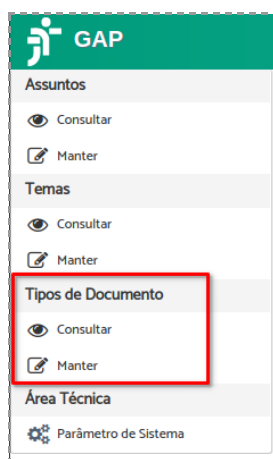 GAP
Assuntos
Consultar
Manter
Temas
Consultar
Manter
Tipos de Documento
Consultar
Manter
Área Técnica
Parâmetro de Sistema